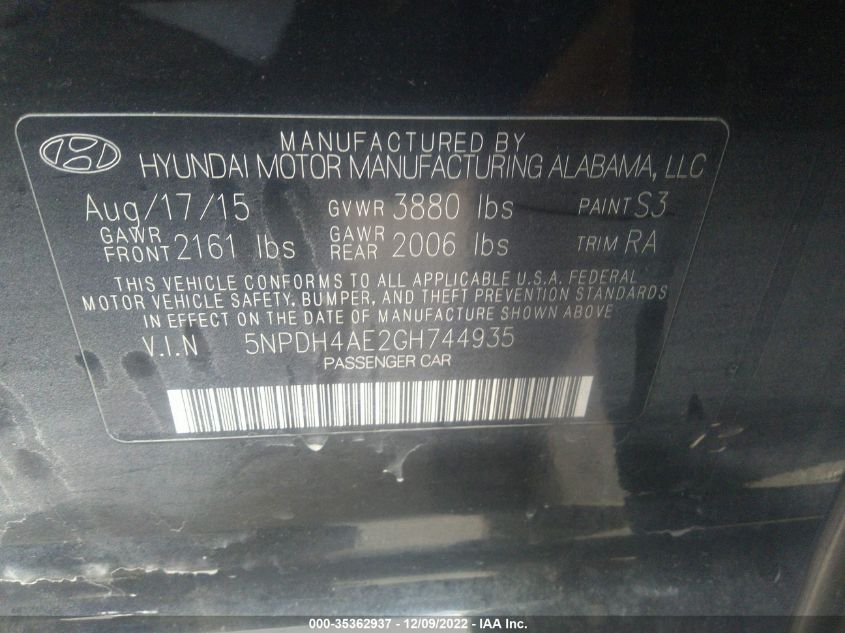 MANUFACTURED BY
HYUNDAI MOTOR MANUFACTURING ALABAMA, LLC
Aug/17/15 GVWR 3880 lbs PAINT S3
GAWR FRONT 2161 lbs GAWR REAR 2006 lbs TRIM RA
THIS VEHICLE CONFORMS TO ALL APPLICABLE U.S.A. FEDERAL
MOTOR VEHICLE SAFETY, BUMPER, AND THEFT PREVENTION STANDARDS
IN EFFECT ON THE DATE OF MANUFACTURE SHOWN ABOVE
V.I.N 5NPDH4AE2GH744935
PASSENGER CAR
000-35362937 - 12/09/2022 - IAA Inc.